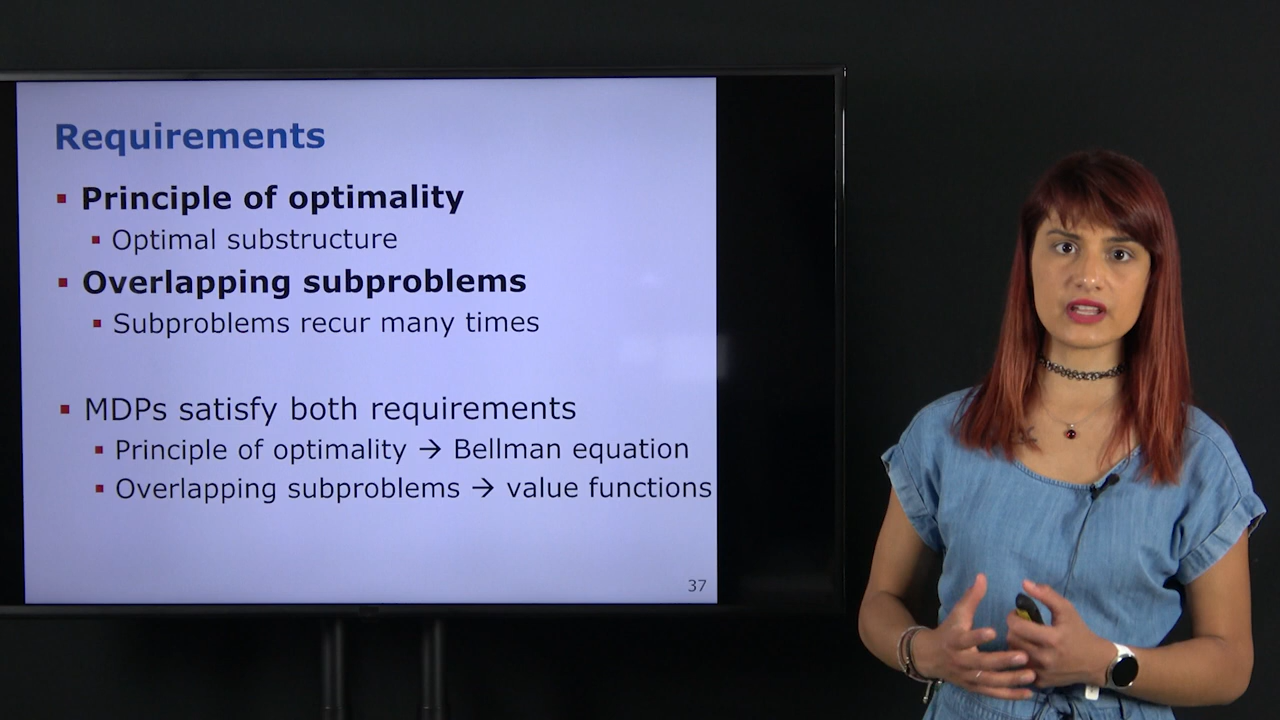 Requirements
▪ Principle of optimality
▪ Optimal substructure
▪ Overlapping subproblems
▪ Subproblems recur many times
▪ MDPs satisfy both requirements
▪ Principle of optimality → Bellman equation
▪ Overlapping subproblems → value functions
37